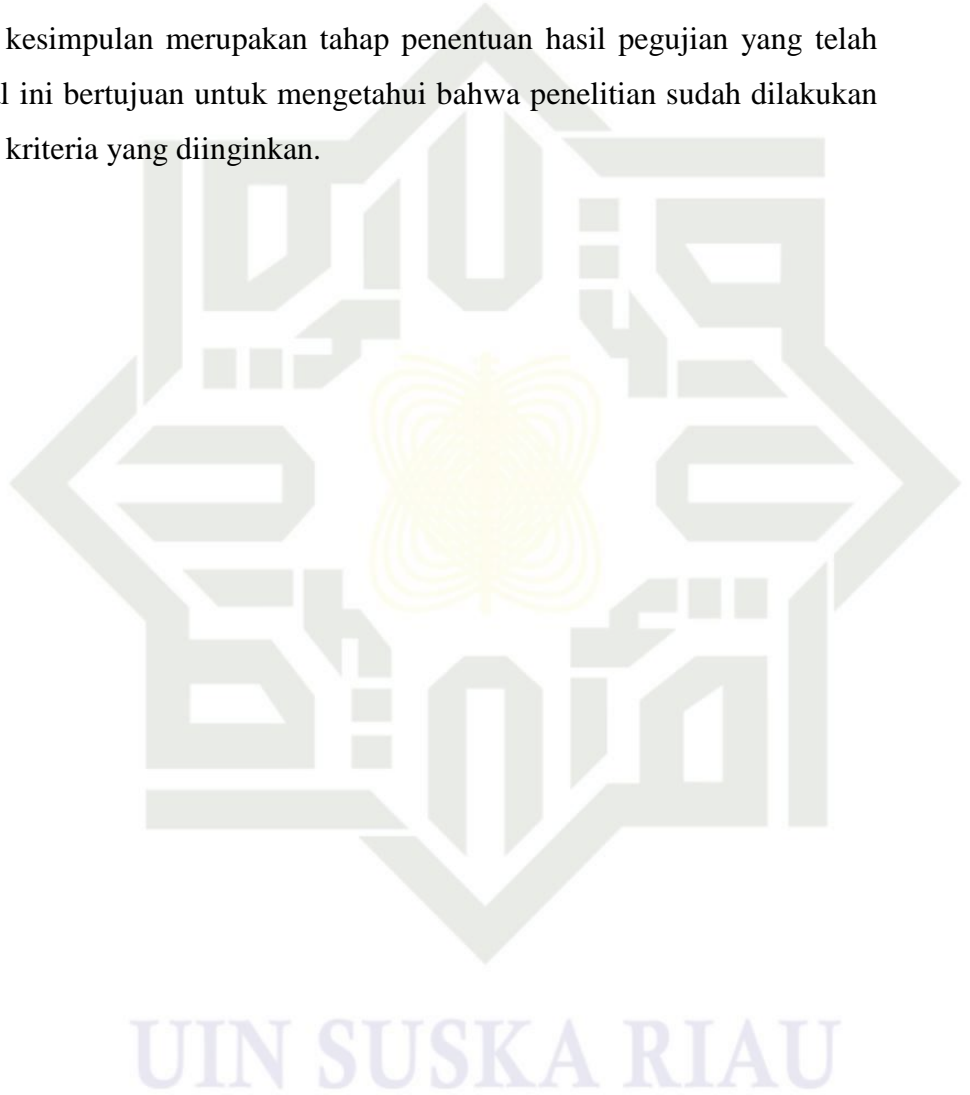 kesimpulan merupakan tahap penentuan hasil pegujian yang telah
l ini bertujuan untuk mengetahui bahwa penelitian sudah dilakukan
kriteria yang diinginkan.
UIN SUSKA RIAU